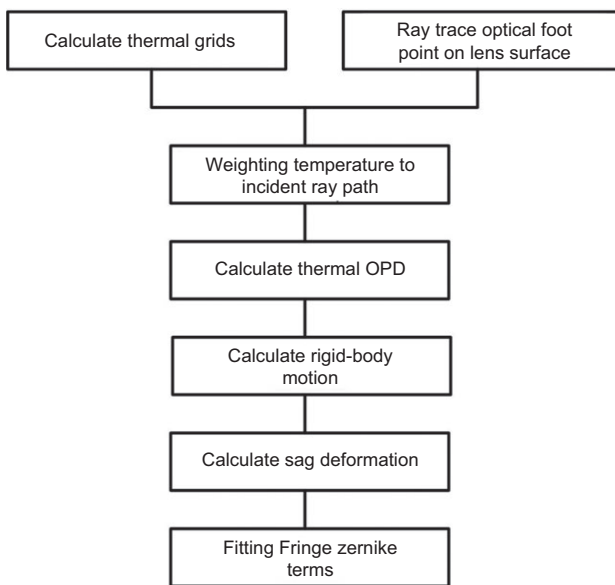 Calculate thermal grids
Ray trace optical foot
point on lens surface
Weighting temperature to
incident ray path
Calculate thermal OPD
Calculate rigid-body
motion
Calculate sag deformation
Fitting Fringe zernike
terms